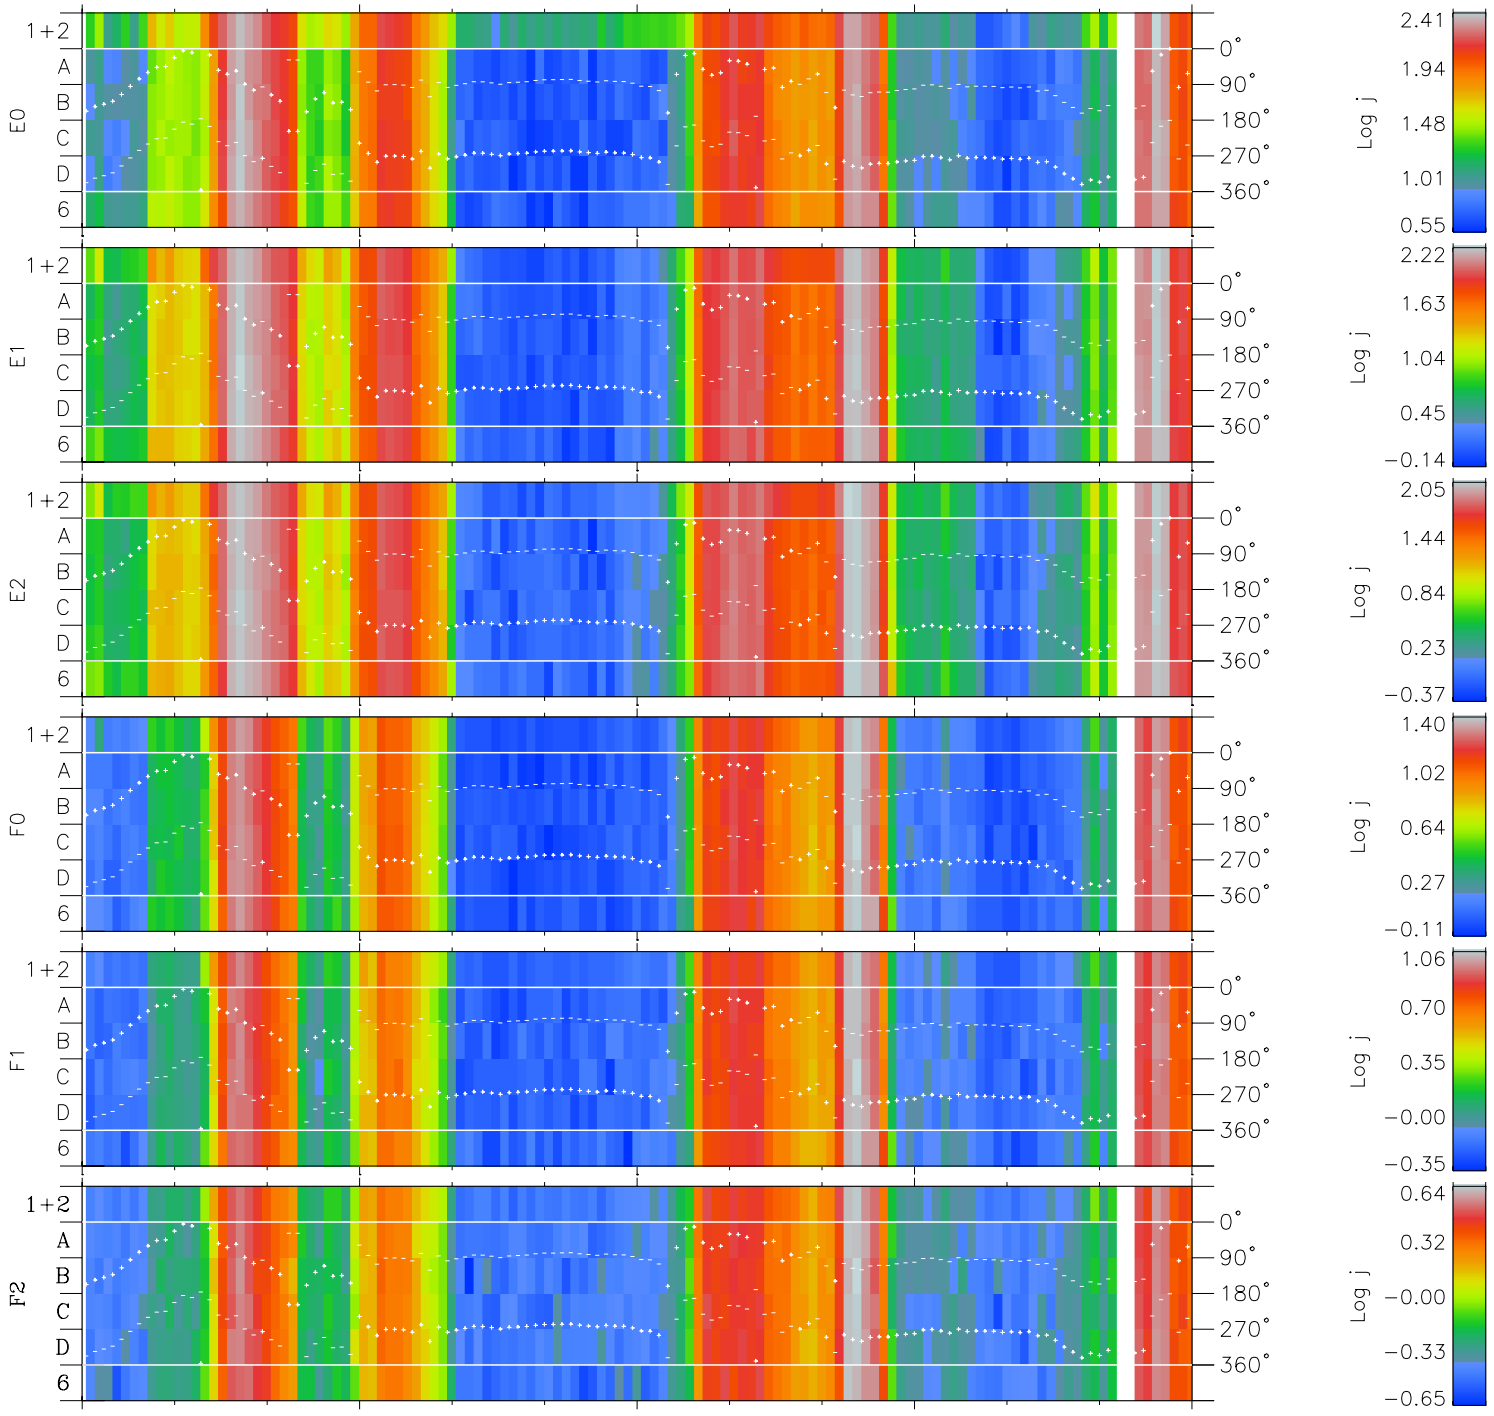 E0
1+2
A
B
C
D
6
0°
90°
180°
270°
360°
Log j
2.41
1.94
1.48
1.01
0.55
E1
1+2
A
B
C
D
6
0°
90°
180°
270°
360°
Log j
2.22
1.63
1.04
0.45
−0.14
E2
1+2
A
B
C
D
6
0°
90°
180°
270°
360°
Log j
2.05
1.44
0.84
0.23
−0.37
F0
1+2
A
B
C
D
6
0°
90°
180°
270°
360°
Log j
1.40
1.02
0.64
0.27
−0.11
F1
1+2
A
B
C
D
6
0°
90°
180°
270°
360°
Log j
1.06
0.70
0.35
−0.00
−0.35
F2
1+2
A
B
C
D
6
0°
90°
180°
270°
360°
Log j
0.64
0.32
−0.00
−0.33
−0.65